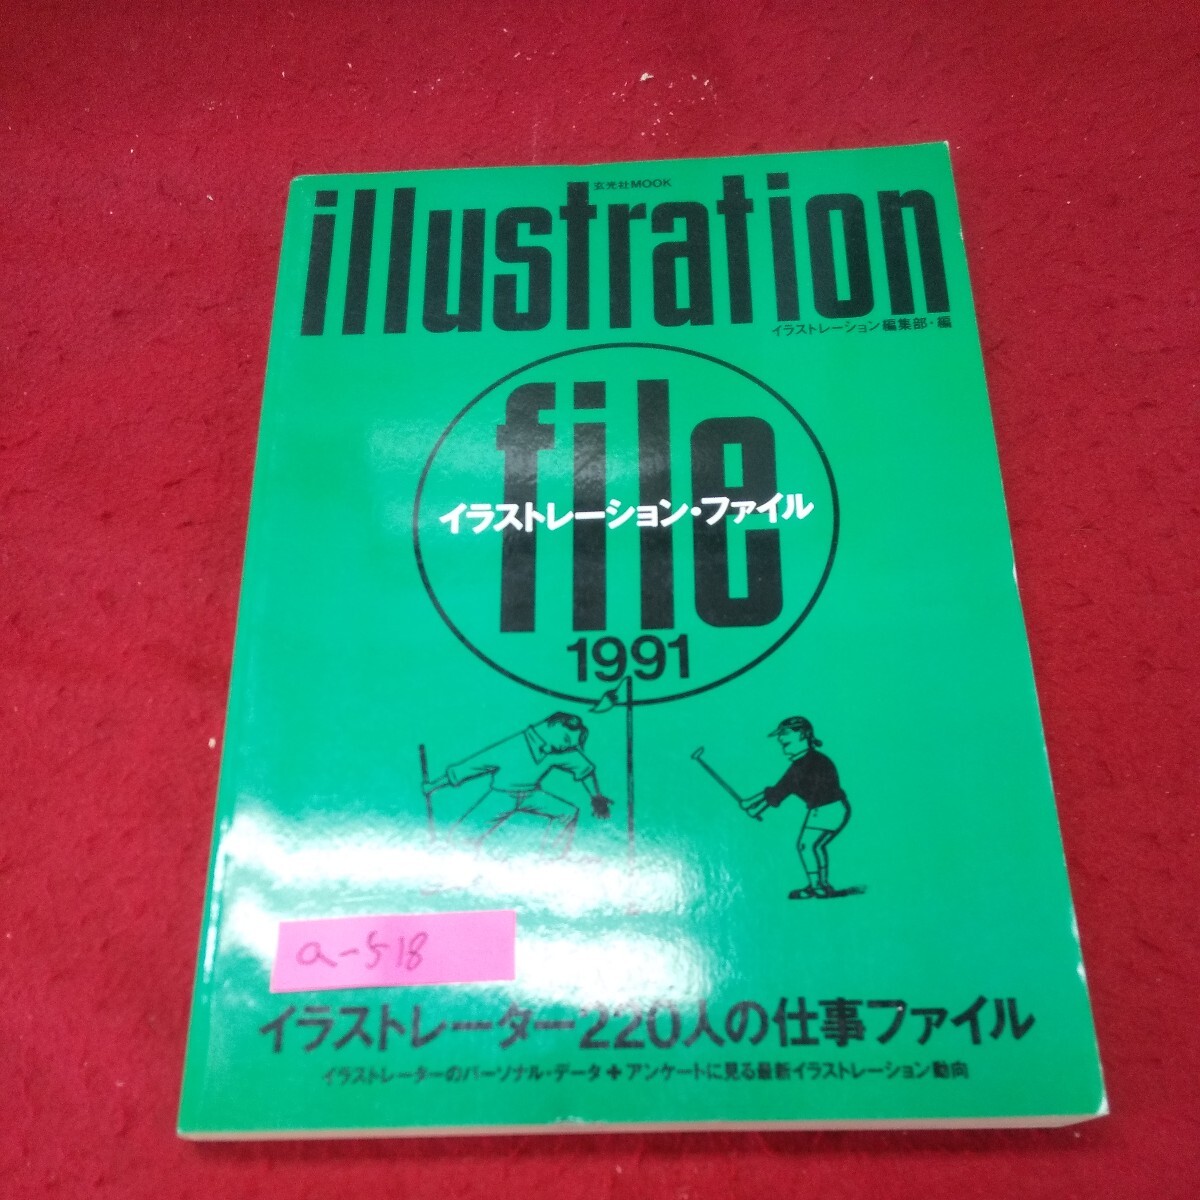 玄光社MOOK
illustration
イラストレーション編集部・編
file
イラストレーション・ファイル
1991
a-518
イラストレーター220人の仕事ファイル
イラストレーターのパーソナル・データ+アンケートに見る最新イラストレーション動向